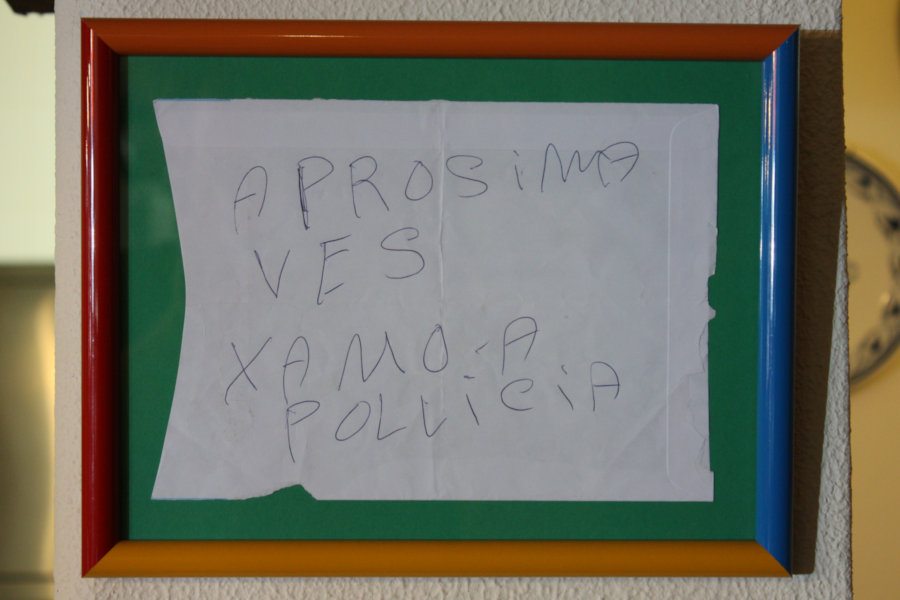 APROSiMA
VES
XAMO-A
POLLiCiA